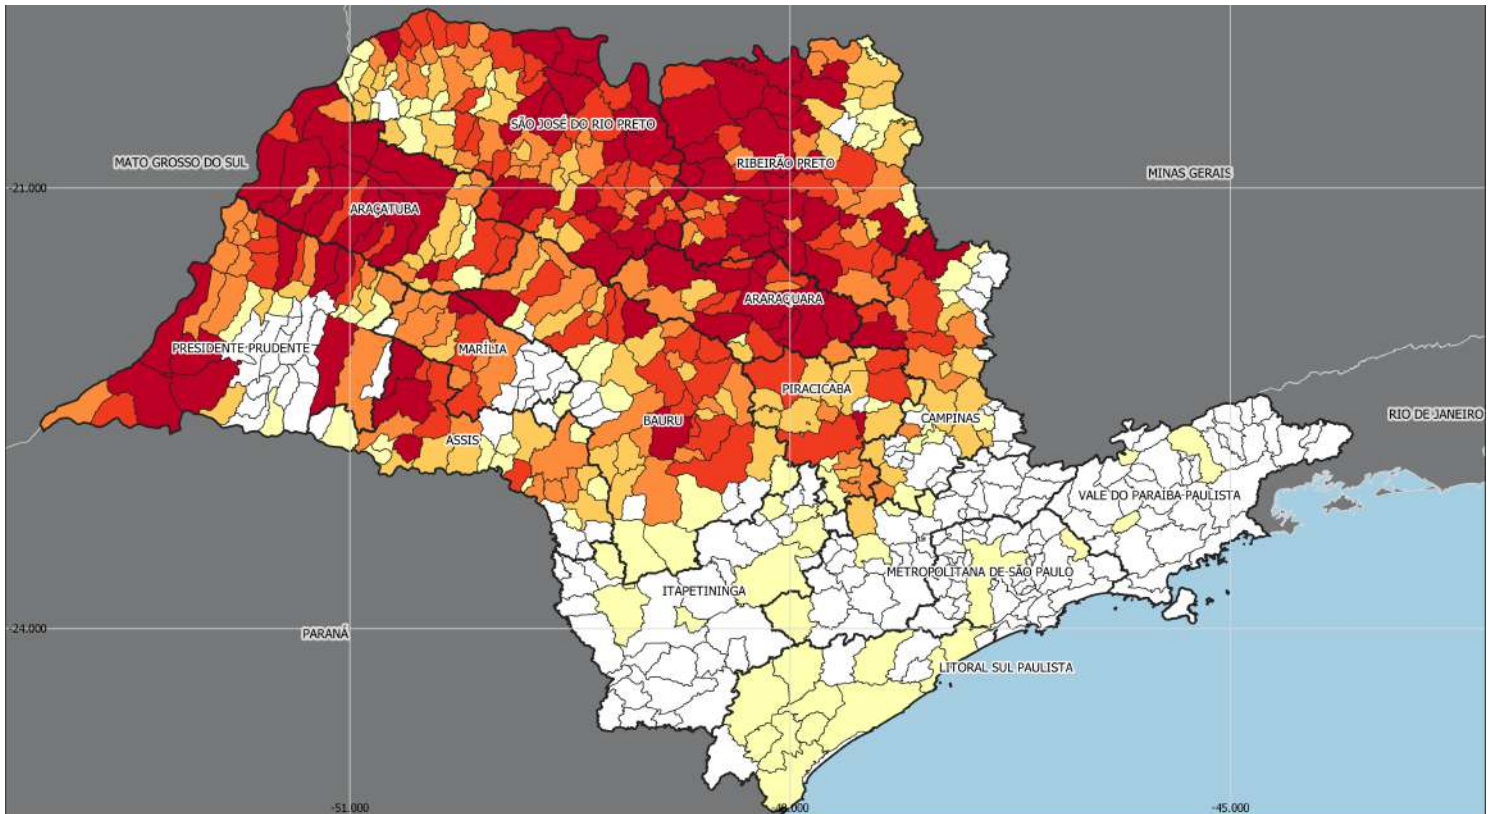 SÃO JOSÉ DO RIO PRETO
MATO GROSSO DO SUL
RIBEIRÃO PRETO
MINAS GERAIS
-21.000
ARAÇATUBA
ARARAQUARA
PRESIDENTE PRUDENTE
MARÍLIA
PIRACICABA
RIO DE JANEIRO
BAURU
CAMPINAS
ASSIS
VALE DO PARAÍBA PAULISTA
METROPOLITANA DE SÃO PAULO
ITAPETININGA
-24.000
PARANÁ
LITORAL SUL PAULISTA
-51.000
-48.000
-45.000